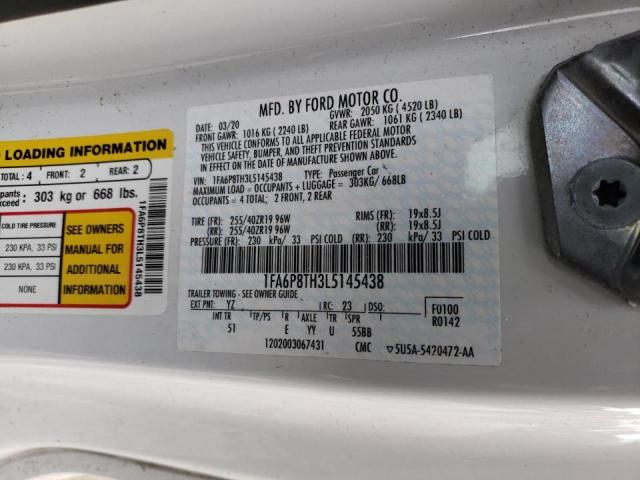 O LOADING INFORMATION
TOTAL: 4 FRONT: 2 REAR: 2
pants
exceed: 303 kg or 668 lbs.
COLD TIRE PRESSURE
230 KPA, 33 PSI
230 KPA, 33 PSI
NONE
SEE OWNERS
MANUAL FOR
ADDITIONAL
INFORMATION
1FA6P8TH3L5145438
MFD. BY FORD MOTOR CO.
DATE: 03/20 GVWR: 2050 KG ( 4520 LB)
FRONT GAWR: 1016 KG ( 2240 LB) REAR GAWR: 1061 KG ( 2340 LB)
THIS VEHICLE CONFORMS TO ALL APPLICABLE FEDERAL MOTOR
VEHICLE SAFETY, BUMPER, AND THEFT PREVENTION STANDARDS
IN EFFECT ON THE DATE OF MANUFACTURE SHOWN ABOVE.
VIN: 1FA6P8TH3L5145438 TYPE: Passenger Car
MAXIMUM LOAD = OCCUPANTS + LUGGAGE = 303KG/ 668LB
OCCUPANTS = 4 TOTAL: 2 FRONT, 2 REAR
TIRE (FR): 255/40ZR19 96W RIMS (FR): 19x8.5J
(RR): 255/40ZR19 96W (RR): 19x8.5J
PRESSURE (FR): 230 kPa/ 33 PSI COLD (RR): 230 kPa/ 33 PSI COLD
1FA6P8TH3L5145438
TRAILER TOWING - SEE OWNER GUIDE
EXT PNT: YZ RC: 23 DSO: F0100
INT TR TP/PS R AXLE TR SPR R0142
51 E YY U 55BB
1202003067431 CMC ▽5U5A-5420472-AA